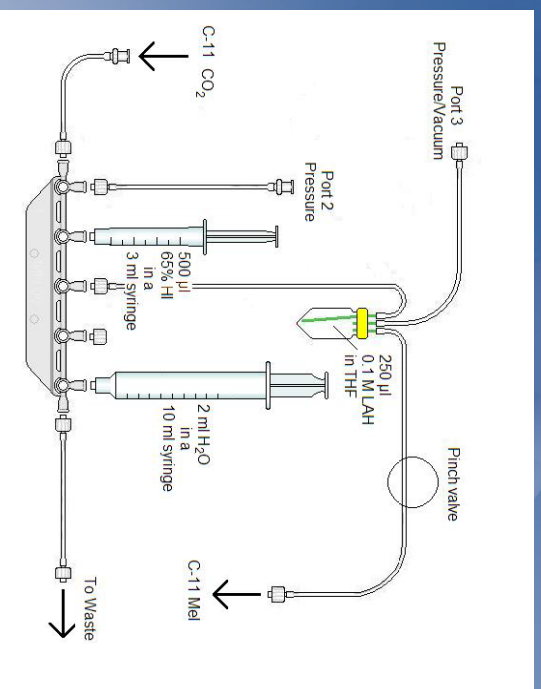 C-11 CO2
Port 3
Pressure/Vacuum
Port 2
Pressure
500 µl
65% HI
in a
3 ml syringe
250 µl
0.1 M LAH
in THF
2 ml H2O
in a
10 ml syringe
Pinch valve
C-11 MeI
To Waste